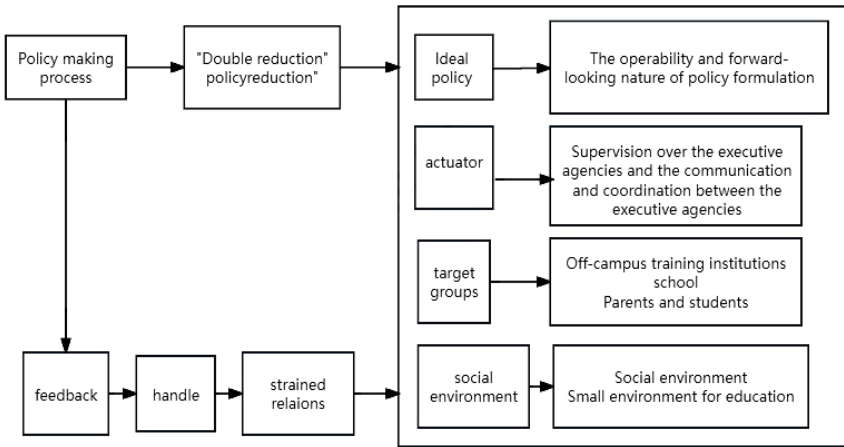 Policy making
process
"Double reduction"
policyreduction"
Ideal
policy
The operability and forward-
looking nature of policy formulation
actuator
Supervision over the executive
agencies and the communication
and coordination between the
executive agencies
target
groups
Off-campus training institutions
school
Parents and students
feedback
handle
strained
relaions
social
environment
Social environment
Small environment for education